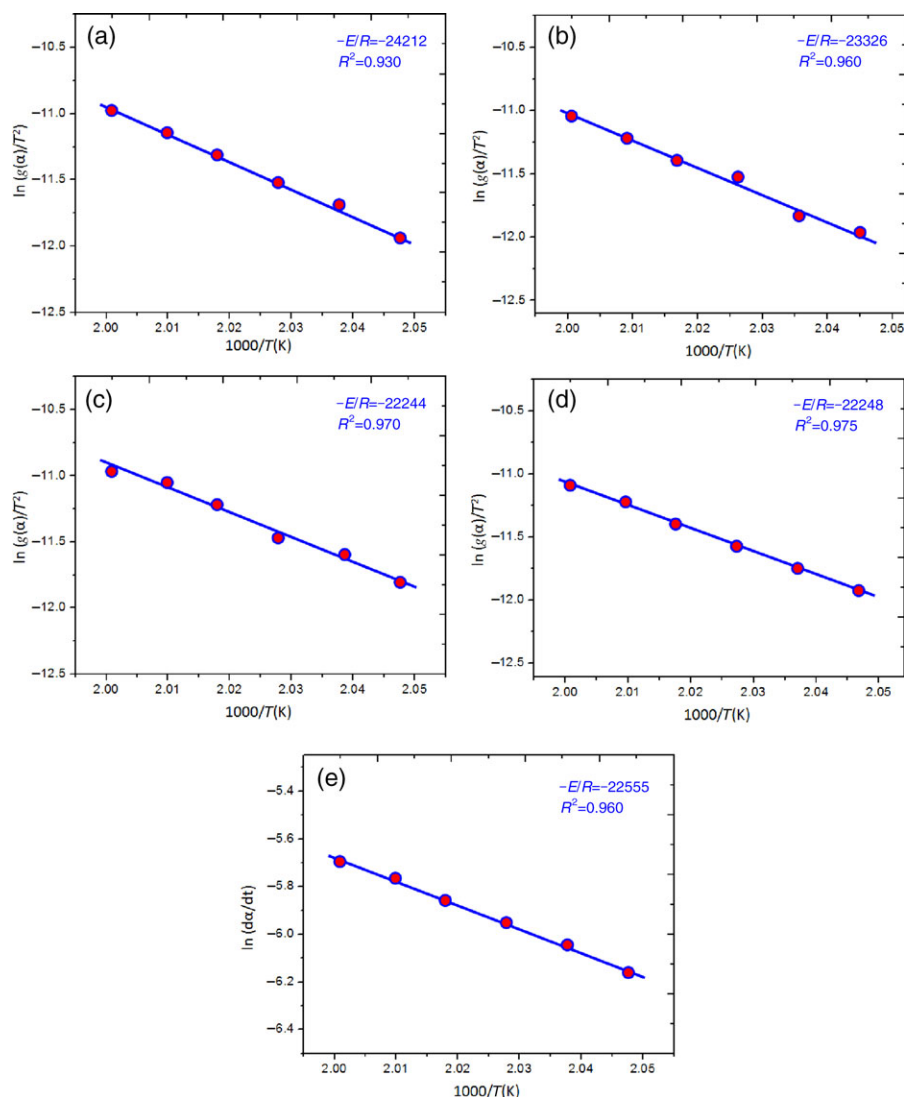 (a)
−E/R=−24212
R²=0.930
ln (g(α)/T²)
−10.5
−11.0
−11.5
−12.0
−12.5
2.00 2.01 2.02 2.03 2.04 2.05
1000/T(K)
(b)
−E/R=−23326
R²=0.960
ln (g(α)/T²)
−10.5
−11.0
−11.5
−12.0
−12.5
2.00 2.01 2.02 2.03 2.04 2.05
1000/T(K)
(c)
−E/R=−22244
R²=0.970
ln (g(α)/T²)
−10.5
−11.0
−11.5
−12.0
−12.5
2.00 2.01 2.02 2.03 2.04 2.05
1000/T(K)
(d)
−E/R=−22248
R²=0.975
ln (g(α)/T²)
−10.5
−11.0
−11.5
−12.0
−12.5
2.00 2.01 2.02 2.03 2.04 2.05
1000/T(K)
(e)
−E/R=−22555
R²=0.960
ln (dα/dt)
−5.4
−5.6
−5.8
−6.0
−6.2
−6.4
2.00 2.01 2.02 2.03 2.04 2.05
1000/T(K)